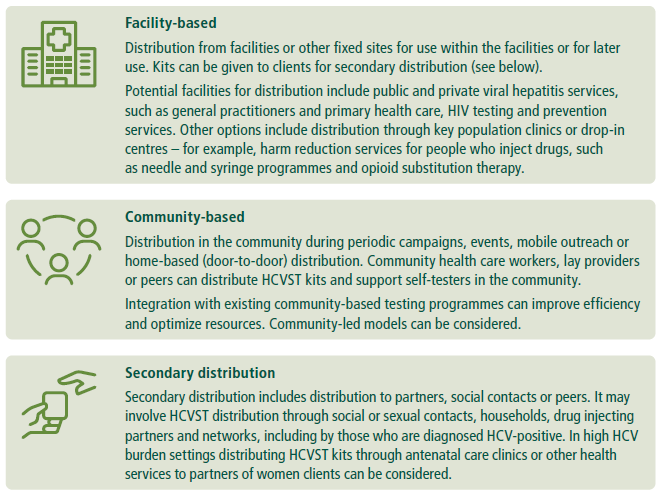 Facility-based
Distribution from facilities or other fixed sites for use within the facilities or for later
use. Kits can be given to clients for secondary distribution (see below).
Potential facilities for distribution include public and private viral hepatitis services,
such as general practitioners and primary health care, HIV testing and prevention
services. Other options include distribution through key population clinics or drop-in
centres – for example, harm reduction services for people who inject drugs, such
as needle and syringe programmes and opioid substitution therapy.
Community-based
Distribution in the community during periodic campaigns, events, mobile outreach or
home-based (door-to-door) distribution. Community health care workers, lay providers
or peers can distribute HCVST kits and support self-testers in the community.
Integration with existing community-based testing programmes can improve efficiency
and optimize resources. Community-led models can be considered.
Secondary distribution
Secondary distribution includes distribution to partners, social contacts or peers. It may
involve HCVST distribution through social or sexual contacts, households, drug injecting
partners and networks, including by those who are diagnosed HCV-positive. In high HCV
burden settings distributing HCVST kits through antenatal care clinics or other health
services to partners of women clients can be considered.